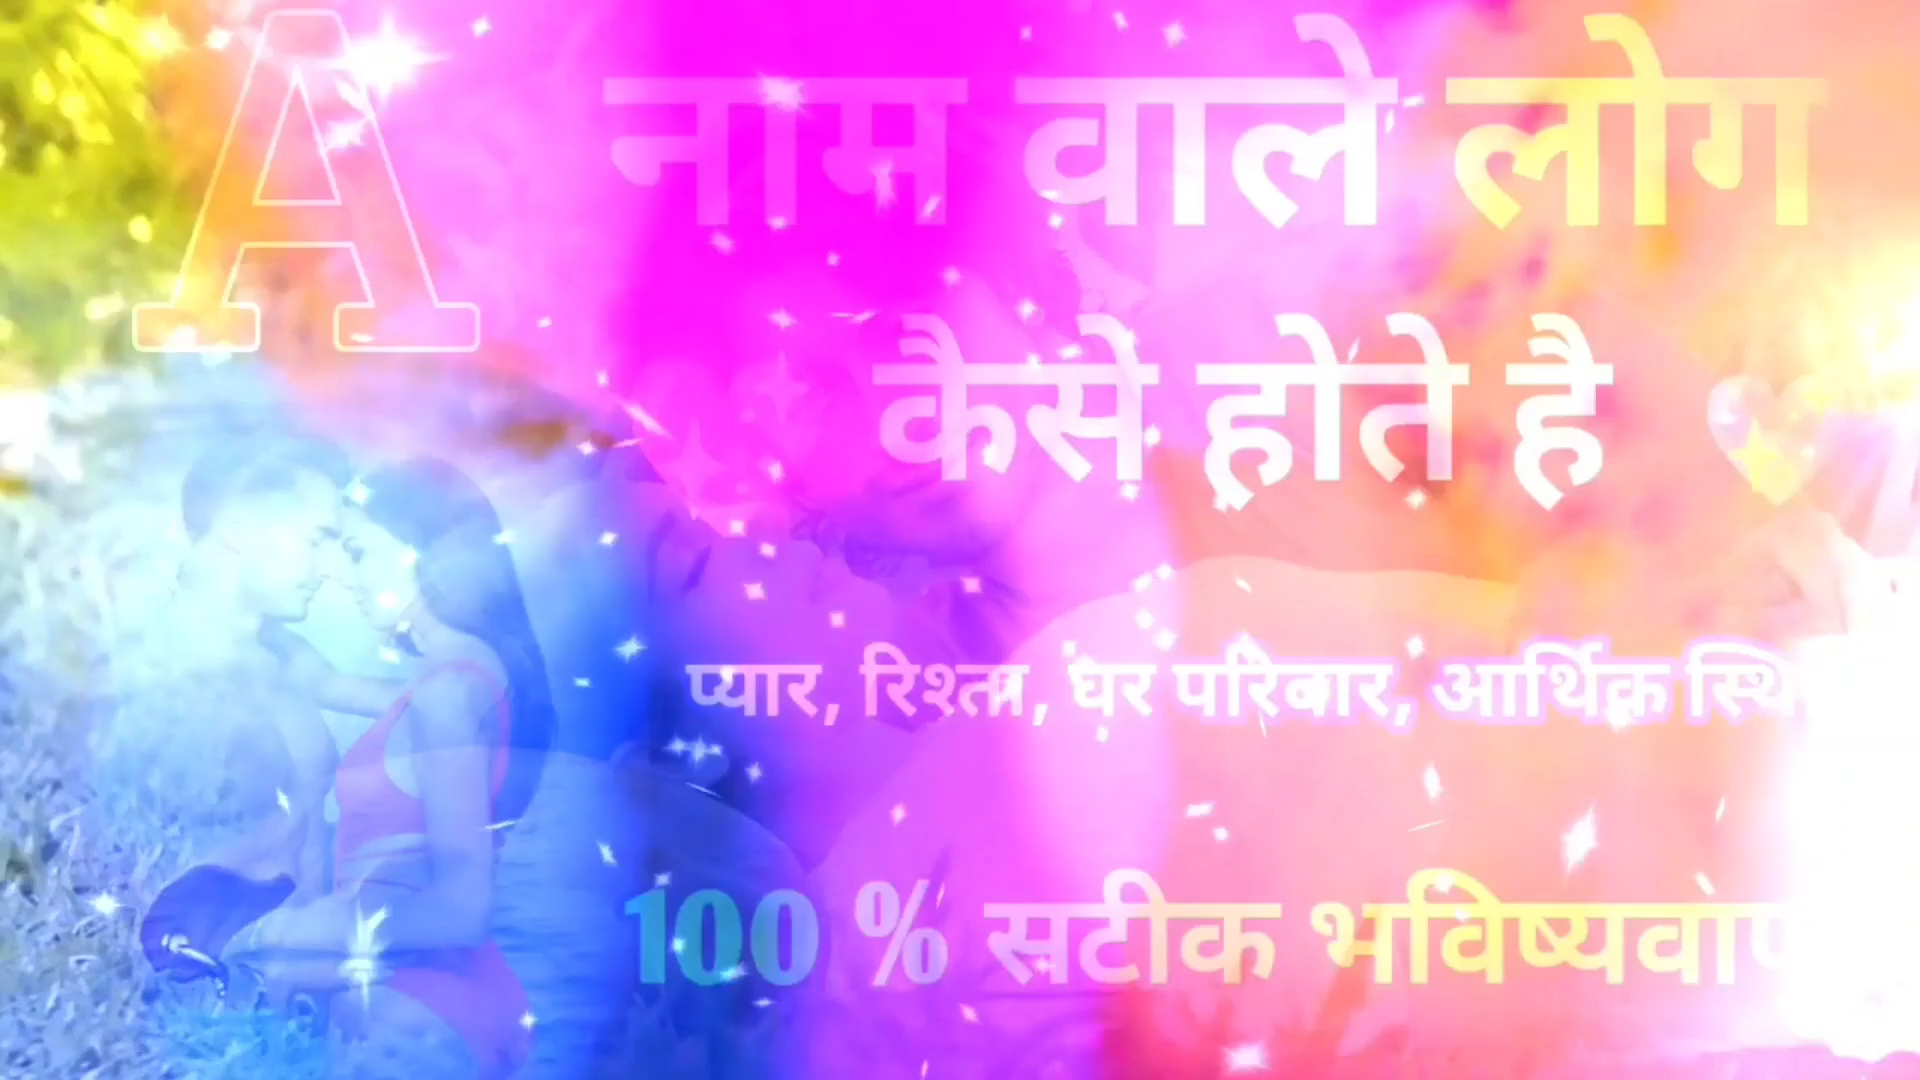 A नाम वाले लोग
कैसे होते है
प्यार, रिश्ता, घर परिवार, आर्थिक
100 % सटीक